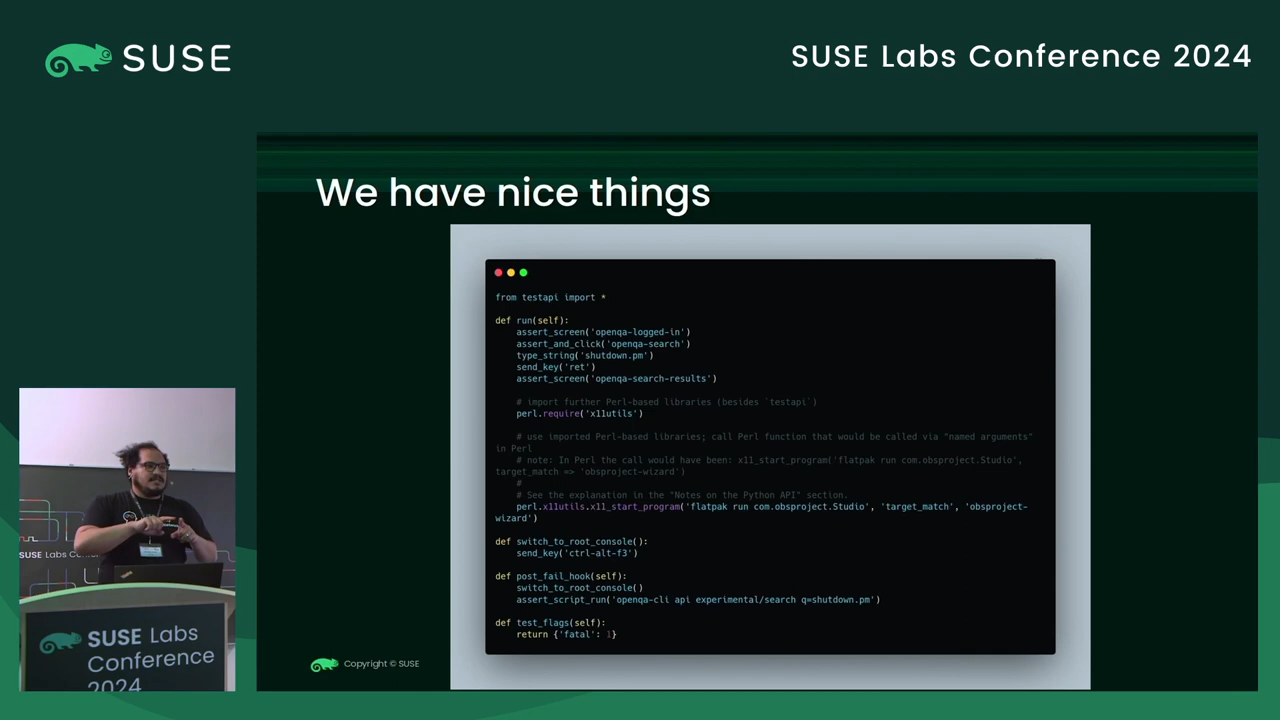 SUSE
SUSE Labs Conference 2024
We have nice things
from testapi import *
def run(self):
assert_screen('openqa-logged-in')
assert_and_click('openqa-search')
type_string('shutdown.pm')
send_key('ret')
assert_screen('openqa-search-results')
# import further Perl-based libraries (besides `testapi`)
perl.require('x11utils')
# use imported Perl-based libraries; call Perl function that would be called via "named arguments"
in Perl
# note: In Perl the call would have been: x11_start_program('flatpak run com.obsproject.Studio',
target_match => 'obsproject-wizard')
#
# See the explanation in the "Notes on the Python API" section.
perl.x11utils.x11_start_program('flatpak run com.obsproject.Studio', 'target_match', 'obsproject-
wizard')
def switch_to_root_console():
send_key('ctrl-alt-f3')
def post_fail_hook(self):
switch_to_root_console()
assert_script_run('openqa-cli api experimental/search q=shutdown.pm')
def test_flags(self):
return {'fatal': 1}
Copyright © SUSE
SUSE Labs
SUSE Labs
Conference
2024